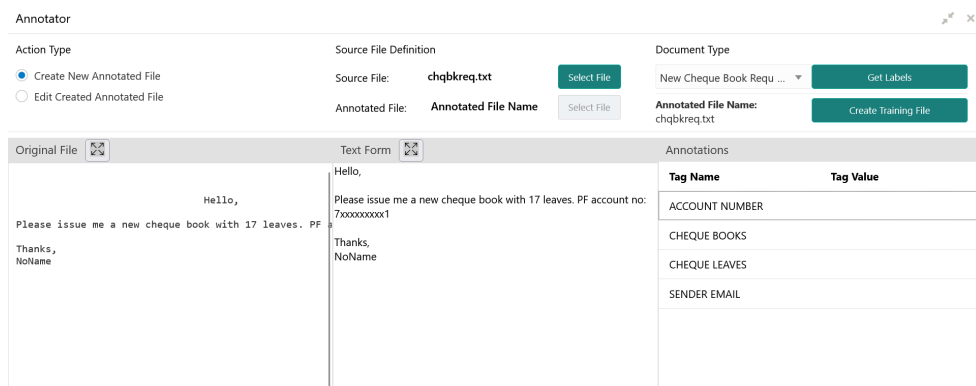 Annotator
Action Type
Create New Annotated File
Edit Created Annotated File
Source File Definition
Source File: chqbkreq.txt Select File
Annotated File: Annotated File Name Select File
Document Type
New Cheque Book Requ ... Get Labels
Annotated File Name:
chqbkreq.txt
Create Training File
Original File
Hello,
Please issue me a new cheque book with 17 leaves. PF a
Thanks,
NoName
Text Form
Hello,
Please issue me a new cheque book with 17 leaves. PF account no:
7xxxxxxxxx1
Thanks,
NoName
Annotations
Tag Name Tag Value
ACCOUNT NUMBER
CHEQUE BOOKS
CHEQUE LEAVES
SENDER EMAIL